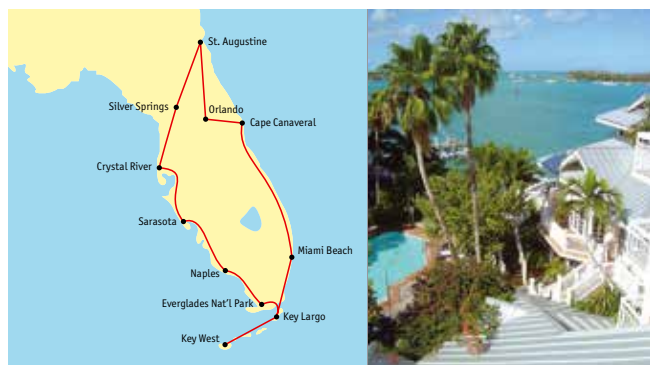 St. Augustine
Silver Springs
Orlando
Cape Canaveral
Crystal River
Sarasota
Miami Beach
Naples
Everglades Nat'l Park
Key Largo
Key West